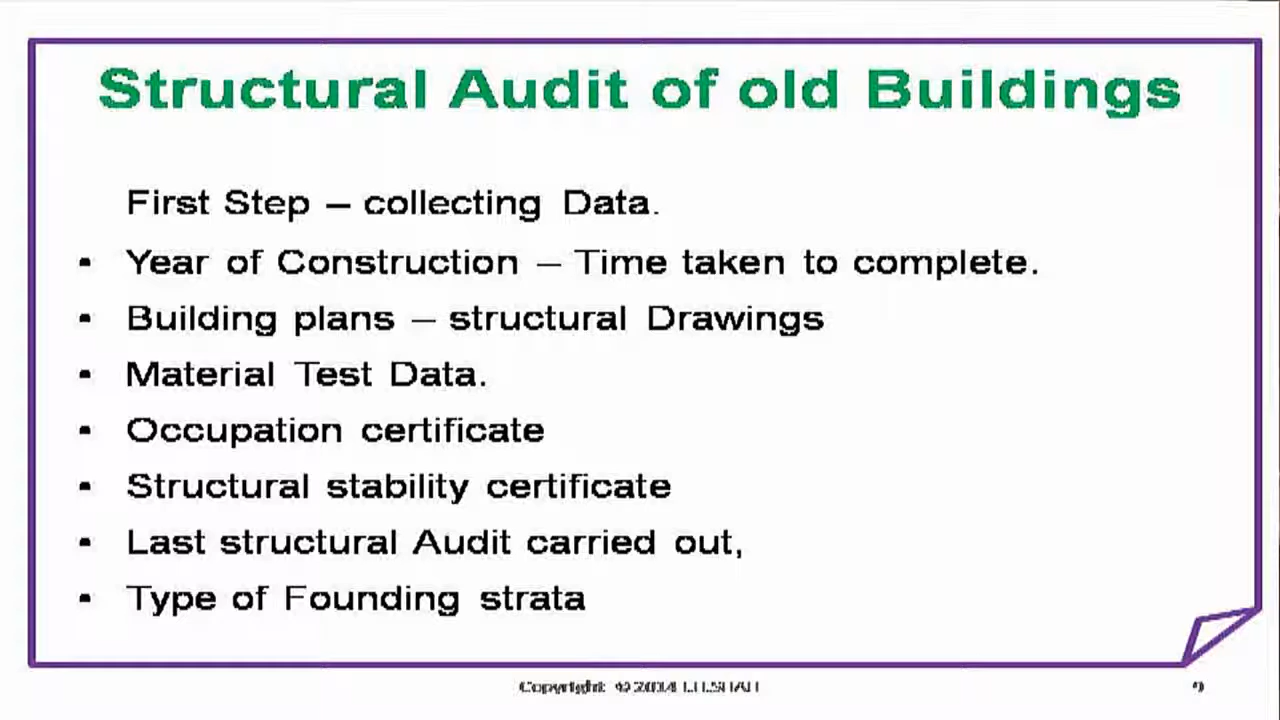 Structural Audit of old Buildings
First Step – collecting Data.
▪ Year of Construction – Time taken to complete.
▪ Building plans – structural Drawings
▪ Material Test Data.
▪ Occupation certificate
▪ Structural stability certificate
▪ Last structural Audit carried out,
▪ Type of Founding strata
Copyright: ©